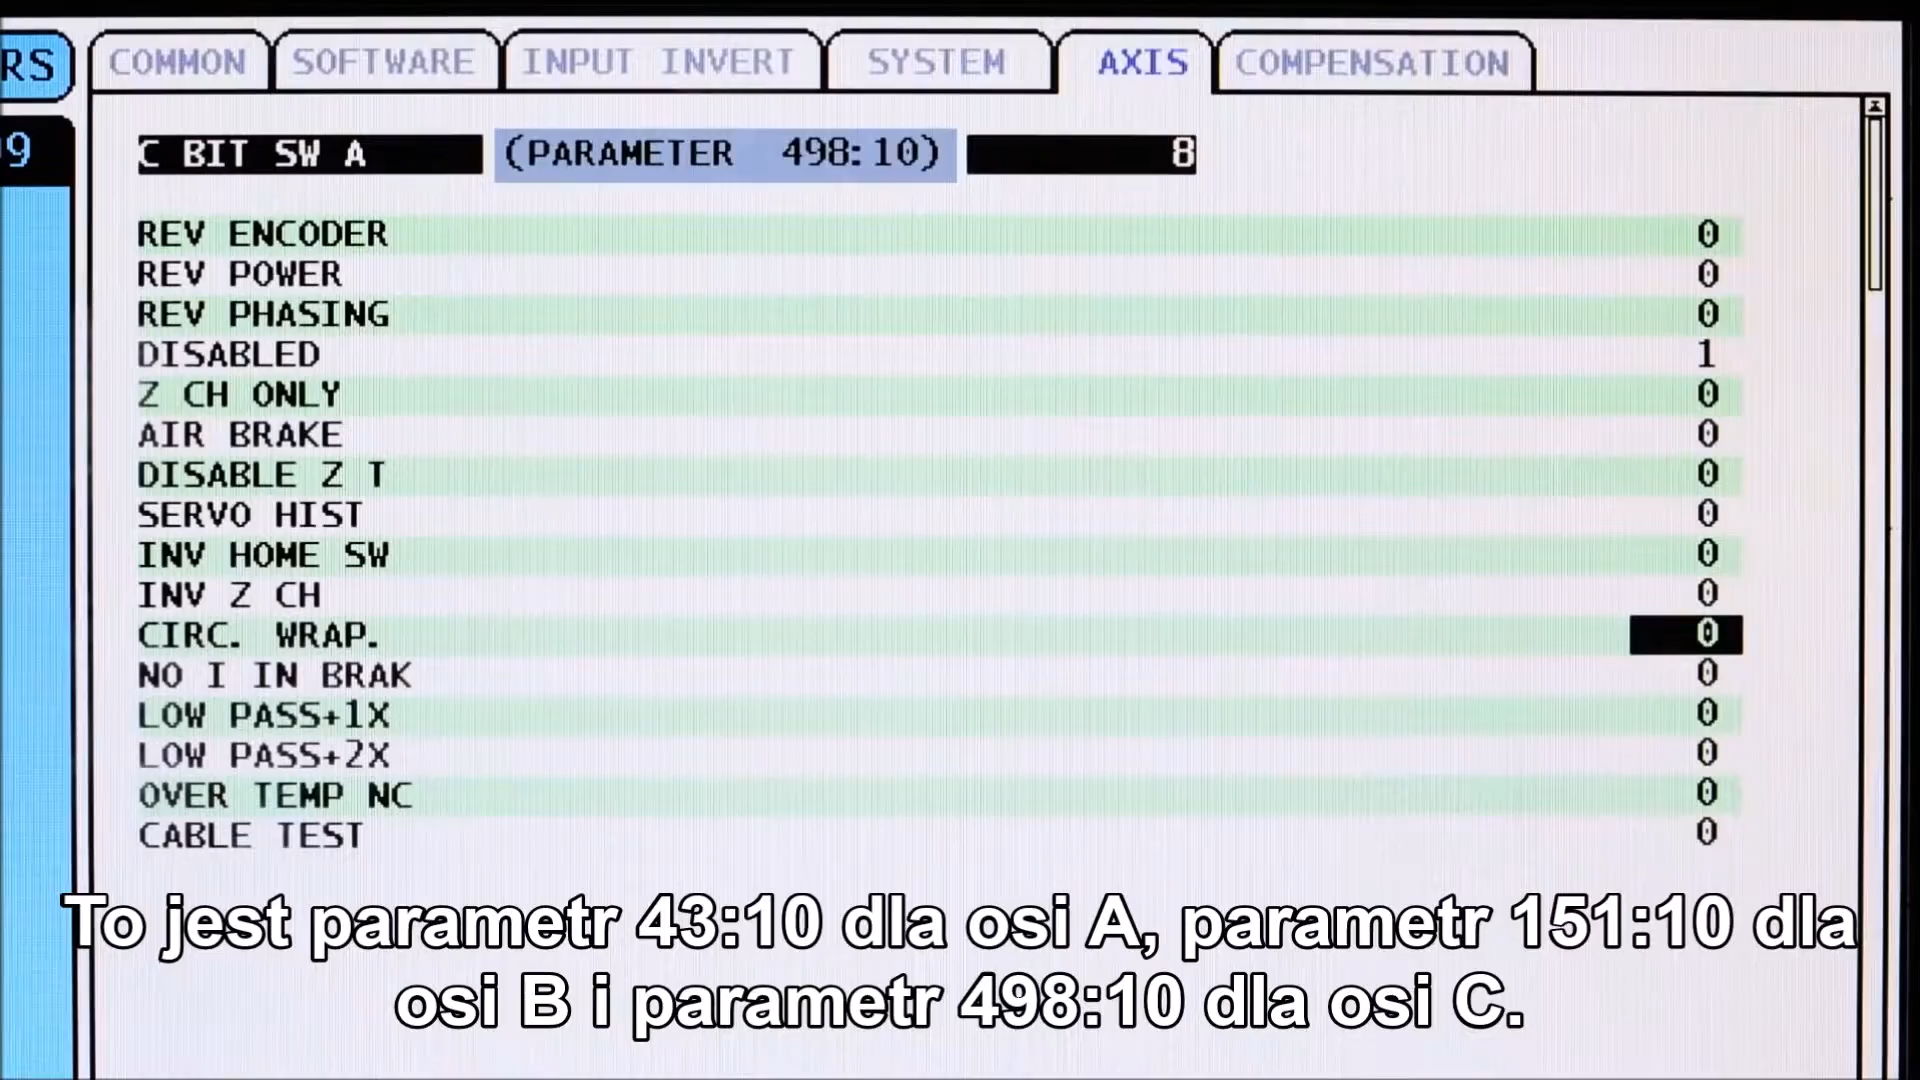 RS
COMMON SOFTWARE INPUT INVERT SYSTEM AXIS COMPENSATION
9
C BIT SW A (PARAMETER 498:10) 8
REV ENCODER 0
REV POWER 0
REV PHASING 0
DISABLED 1
Z CH ONLY 0
AIR BRAKE 0
DISABLE Z T 0
SERVO HIST 0
INV HOME SW 0
INV Z CH 0
CIRC. WRAP. 0
NO I IN BRAK 0
LOW PASS+1X 0
LOW PASS+2X 0
OVER TEMP NC 0
CABLE TEST 0
To jest parametr 43:10 dla osi A, parametr 151:10 dla
osi B i parametr 498:10 dla osi C.